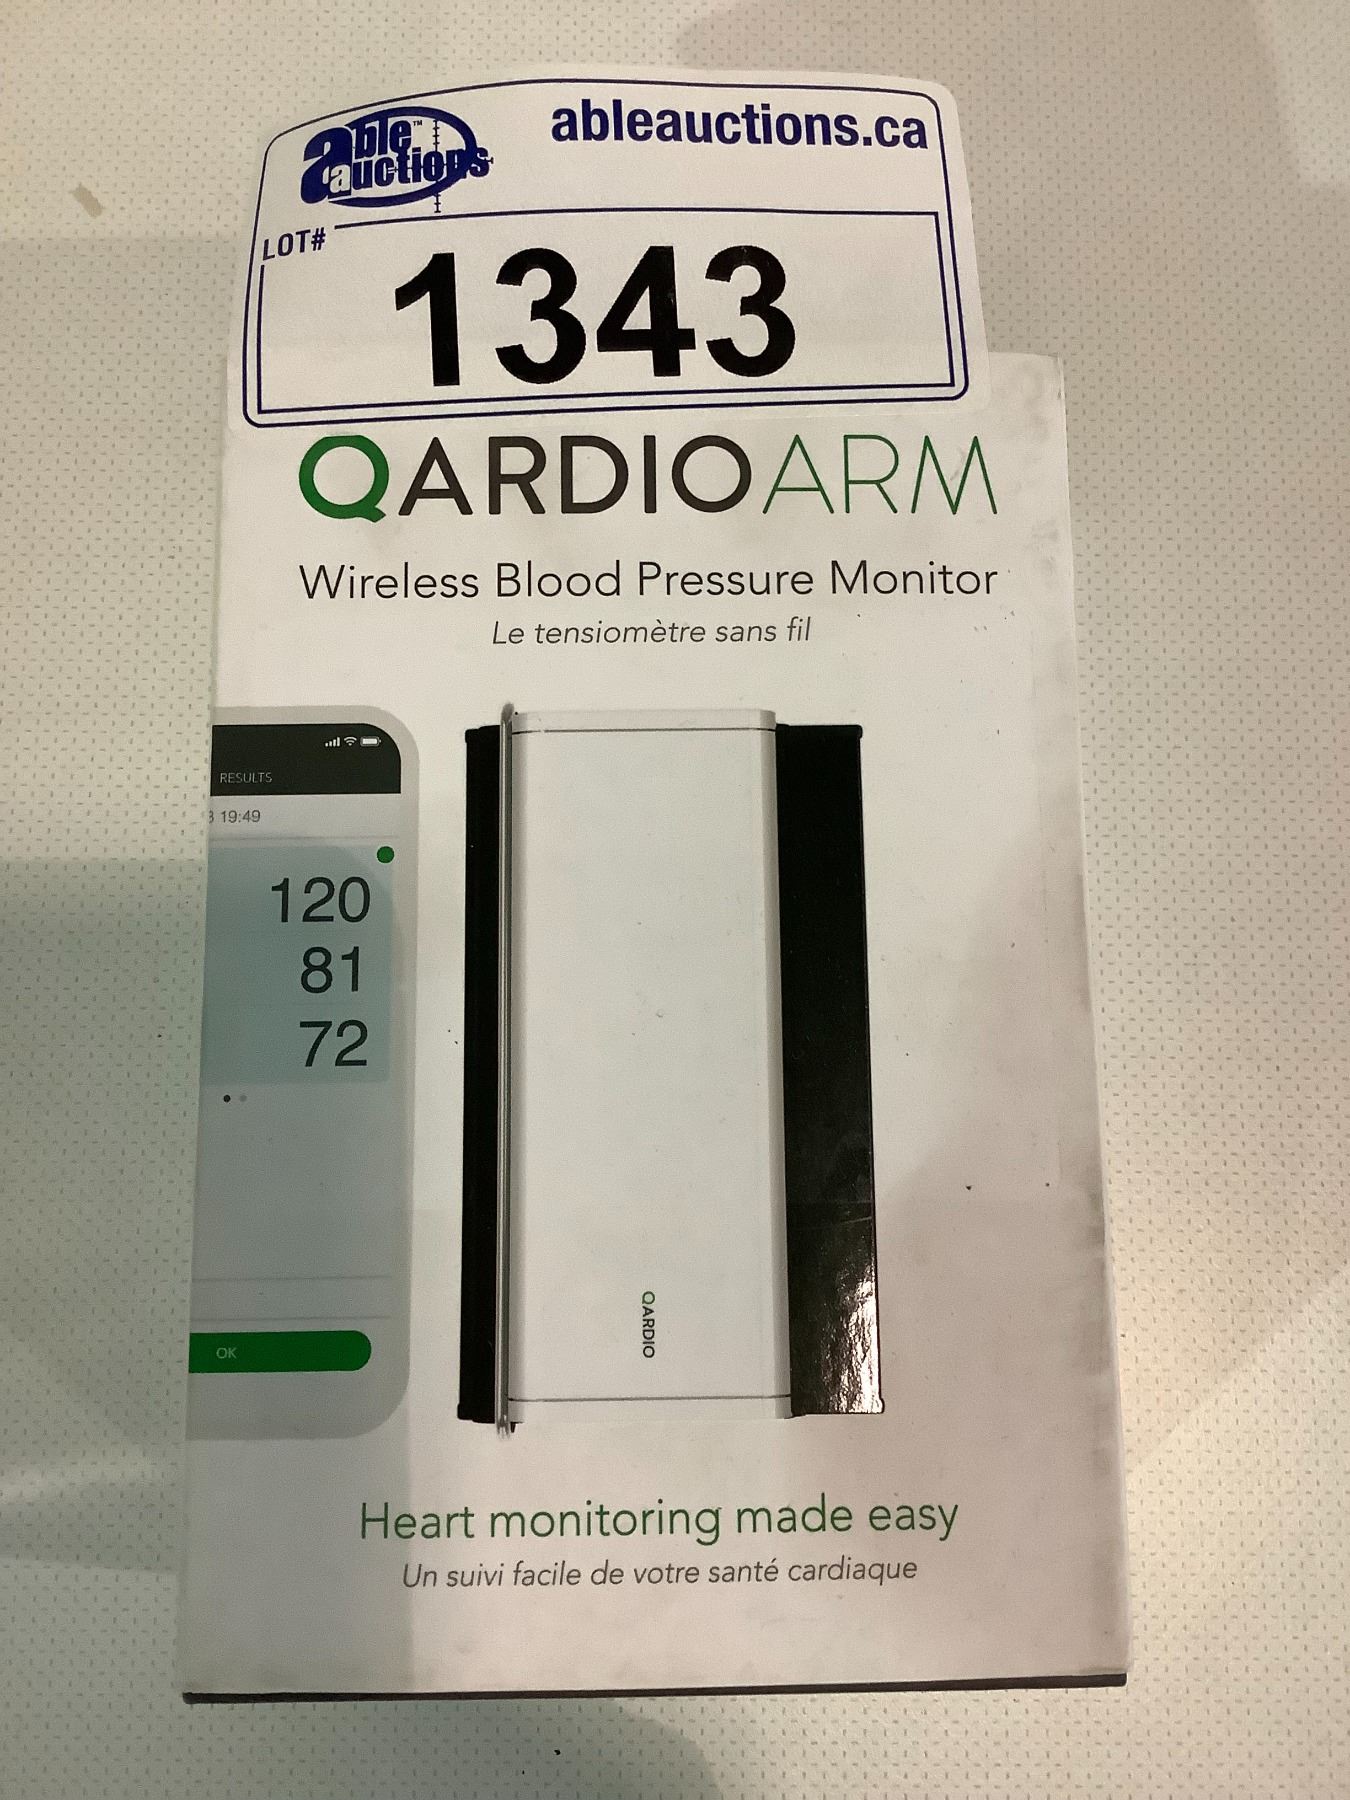 able auctions™
ableauctions.ca
LOT#
1343
QARDIOARM
Wireless Blood Pressure Monitor
Le tensiomètre sans fil
RESULTS
19:49
120
81
72
OK
QARDIO
Heart monitoring made easy
Un suivi facile de votre santé cardiaque